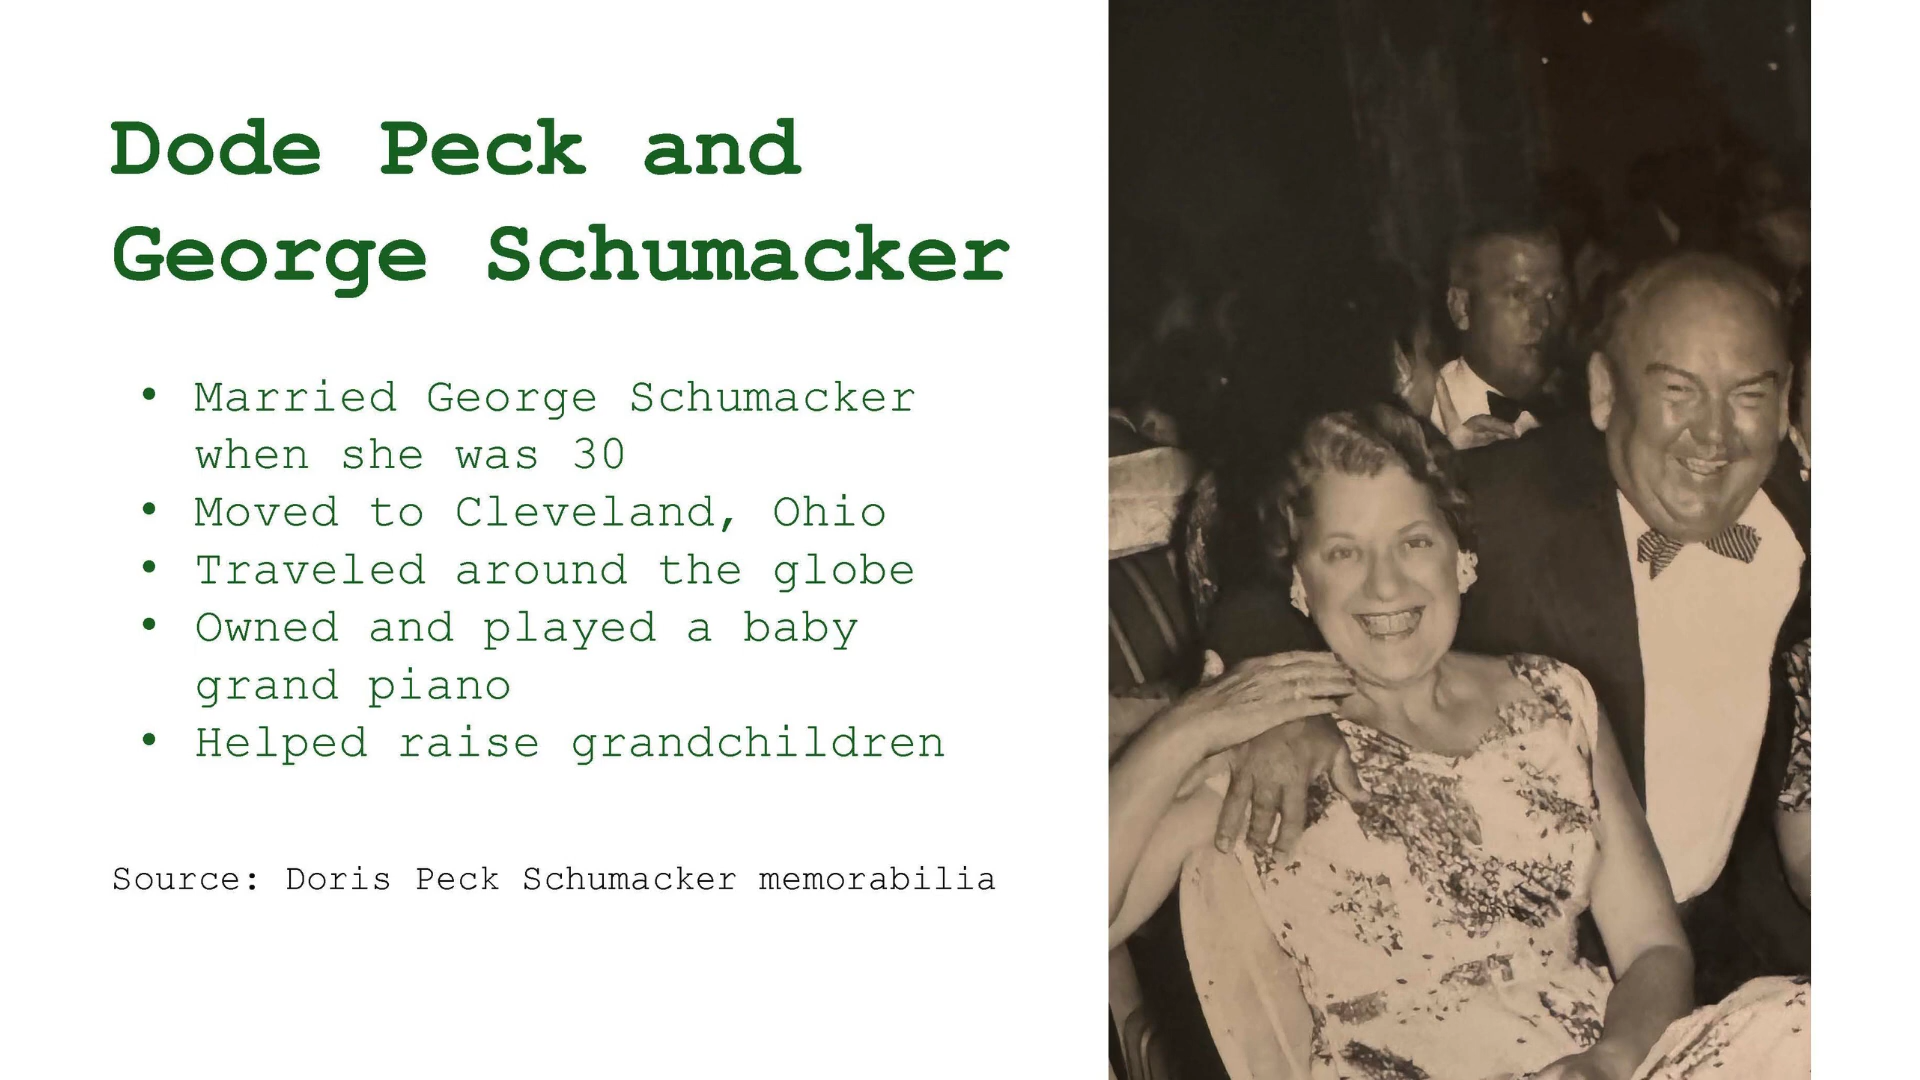 Dode Peck and
George Schumacker
• Married George Schumacker
when she was 30
• Moved to Cleveland, Ohio
• Traveled around the globe
• Owned and played a baby
grand piano
• Helped raise grandchildren
Source: Doris Peck Schumacker memorabilia